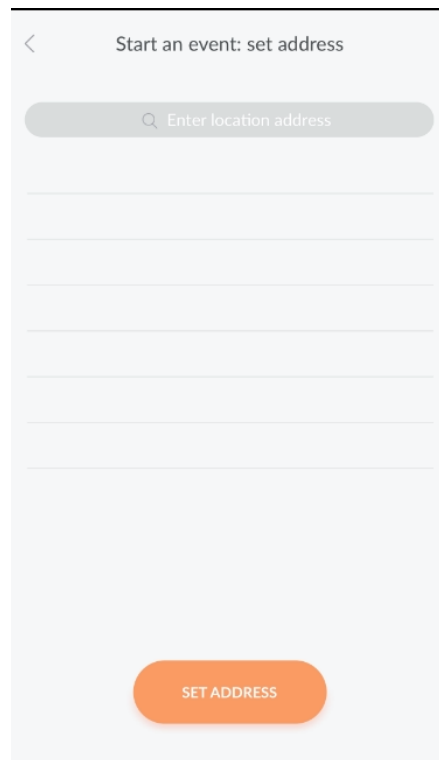 Start an event: set address
Enter location address
SET ADDRESS